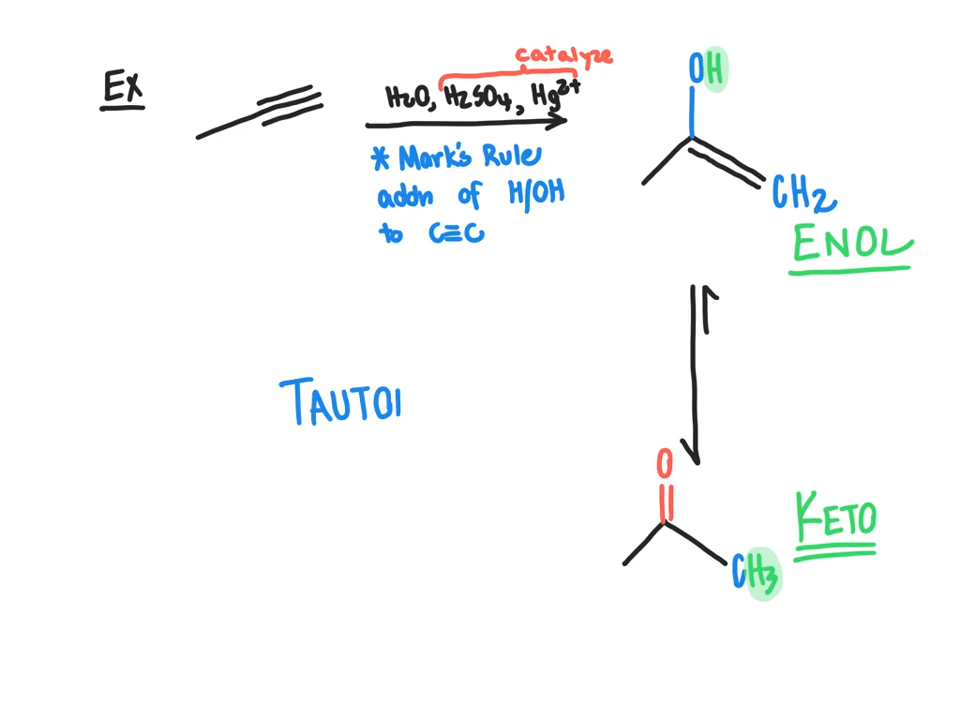 Ex
catalyze
H2O, H2SO4, Hg2+
* Mark's Rule
addn of H/OH
to C≡C
OH
CH2
ENOL
TAUTOI
O
KETO
CH3